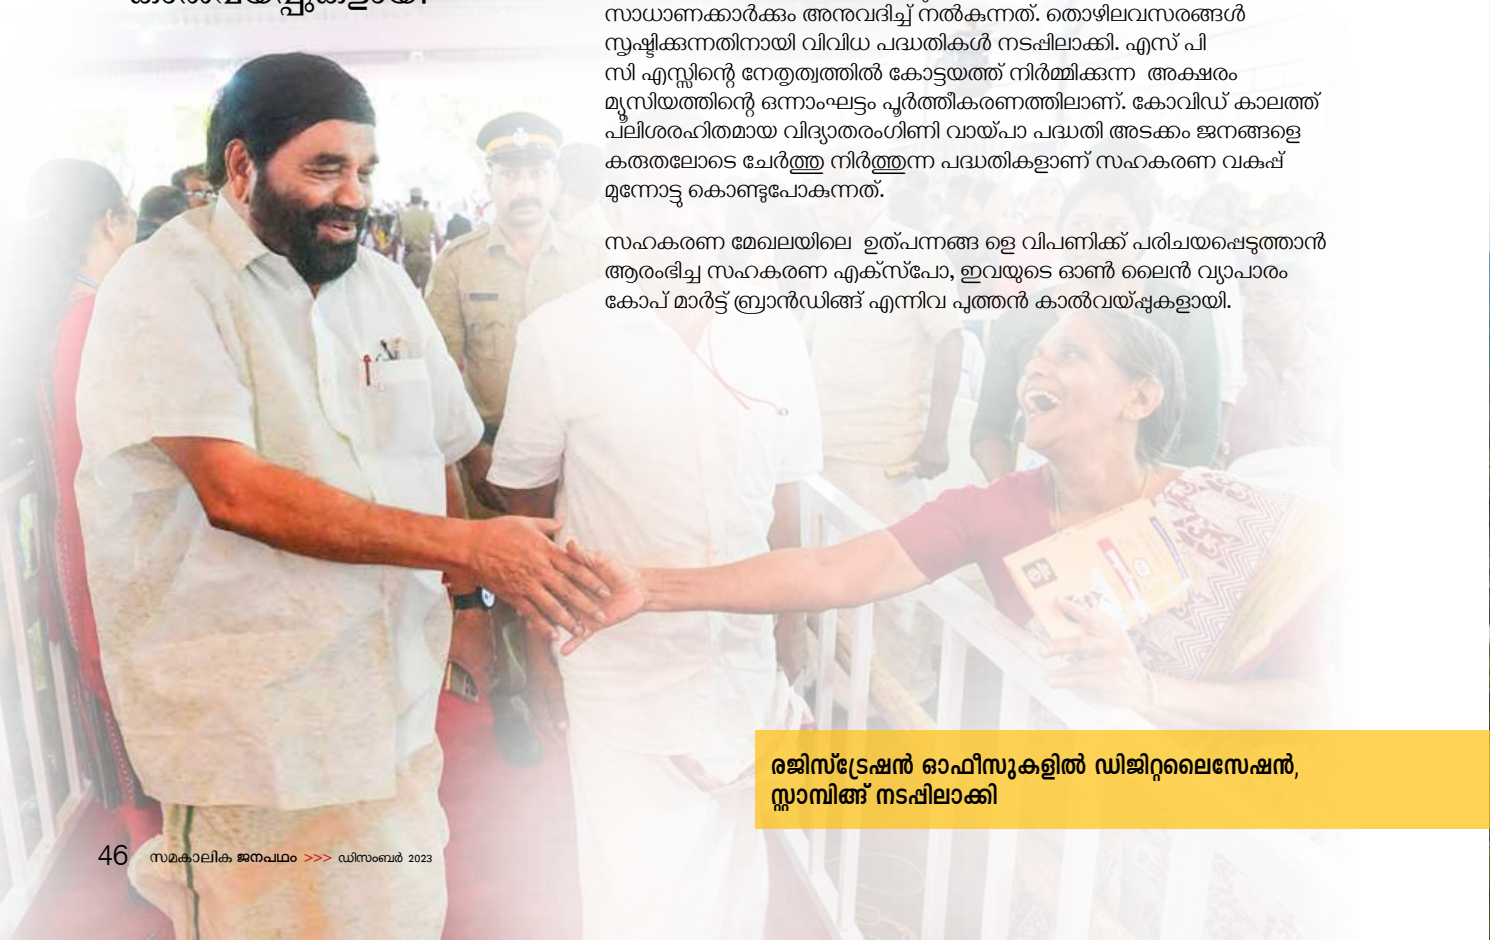 കാൽവയ്പുകളായി.
സാധാണക്കാർക്കും അനുവദിച്ച് നൽകുന്നത്. തൊഴിലവസരങ്ങൾ
സൃഷ്ടിക്കുന്നതിനായി വിവിധ പദ്ധതികൾ നടപ്പിലാക്കി. എസ് പി
സി എസ്സിന്റെ നേതൃത്വത്തിൽ കോട്ടയത്ത് നിർമ്മിക്കുന്ന അക്ഷരം
മ്യൂസിയത്തിന്റെ ഒന്നാംഘട്ടം പൂർത്തീകരണത്തിലാണ്. കോവിഡ് കാലത്ത്
പലിശരഹിതമായ വിദ്യാതരംഗിണി വായ്പാ പദ്ധതി അടക്കം ജനങ്ങളെ
കരുതലോടെ ചേർത്തു നിർത്തുന്ന പദ്ധതികളാണ് സഹകരണ വകുപ്പ്
മുന്നോട്ടു കൊണ്ടുപോകുന്നത്.
സഹകരണ മേഖലയിലെ ഉത്പന്നങ്ങ ളെ വിപണിക്ക് പരിചയപ്പെടുത്താൻ
ആരംഭിച്ച സഹകരണ എക്സ്പോ, ഇവയുടെ ഓൺ ലൈൻ വ്യാപാരം
കോപ് മാർട്ട് ബ്രാൻഡിങ്ങ് എന്നിവ പുത്തൻ കാൽവയ്പ്പുകളായി.
രജിസ്ട്രേഷൻ ഓഫീസുകളിൽ ഡിജിറ്റലൈസേഷൻ,
സ്റ്റാമ്പിങ്ങ് നടപ്പിലാക്കി
46 സമകാലിക ജനപഥം >>> ഡിസംബർ 2023